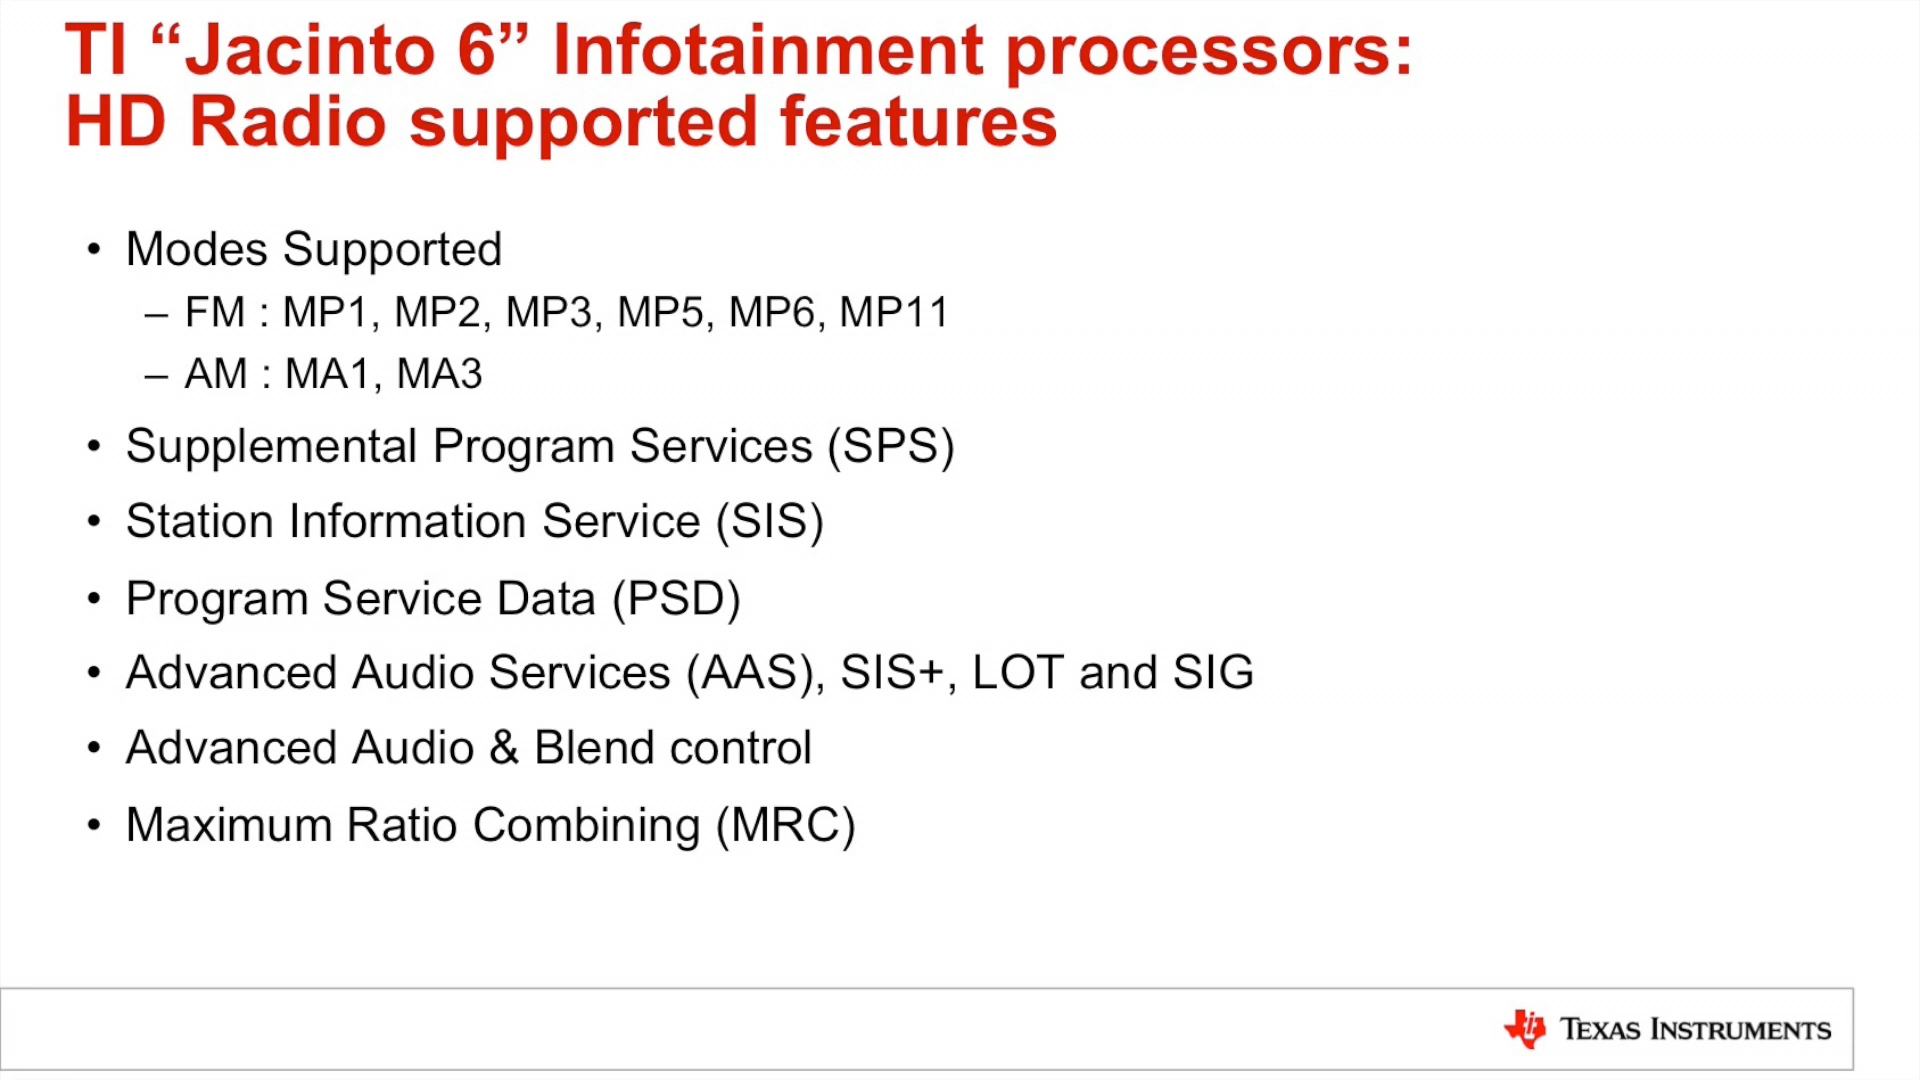 TI “Jacinto 6” Infotainment processors:
HD Radio supported features
• Modes Supported
– FM : MP1, MP2, MP3, MP5, MP6, MP11
– AM : MA1, MA3
• Supplemental Program Services (SPS)
• Station Information Service (SIS)
• Program Service Data (PSD)
• Advanced Audio Services (AAS), SIS+, LOT and SIG
• Advanced Audio & Blend control
• Maximum Ratio Combining (MRC)
TEXAS INSTRUMENTS